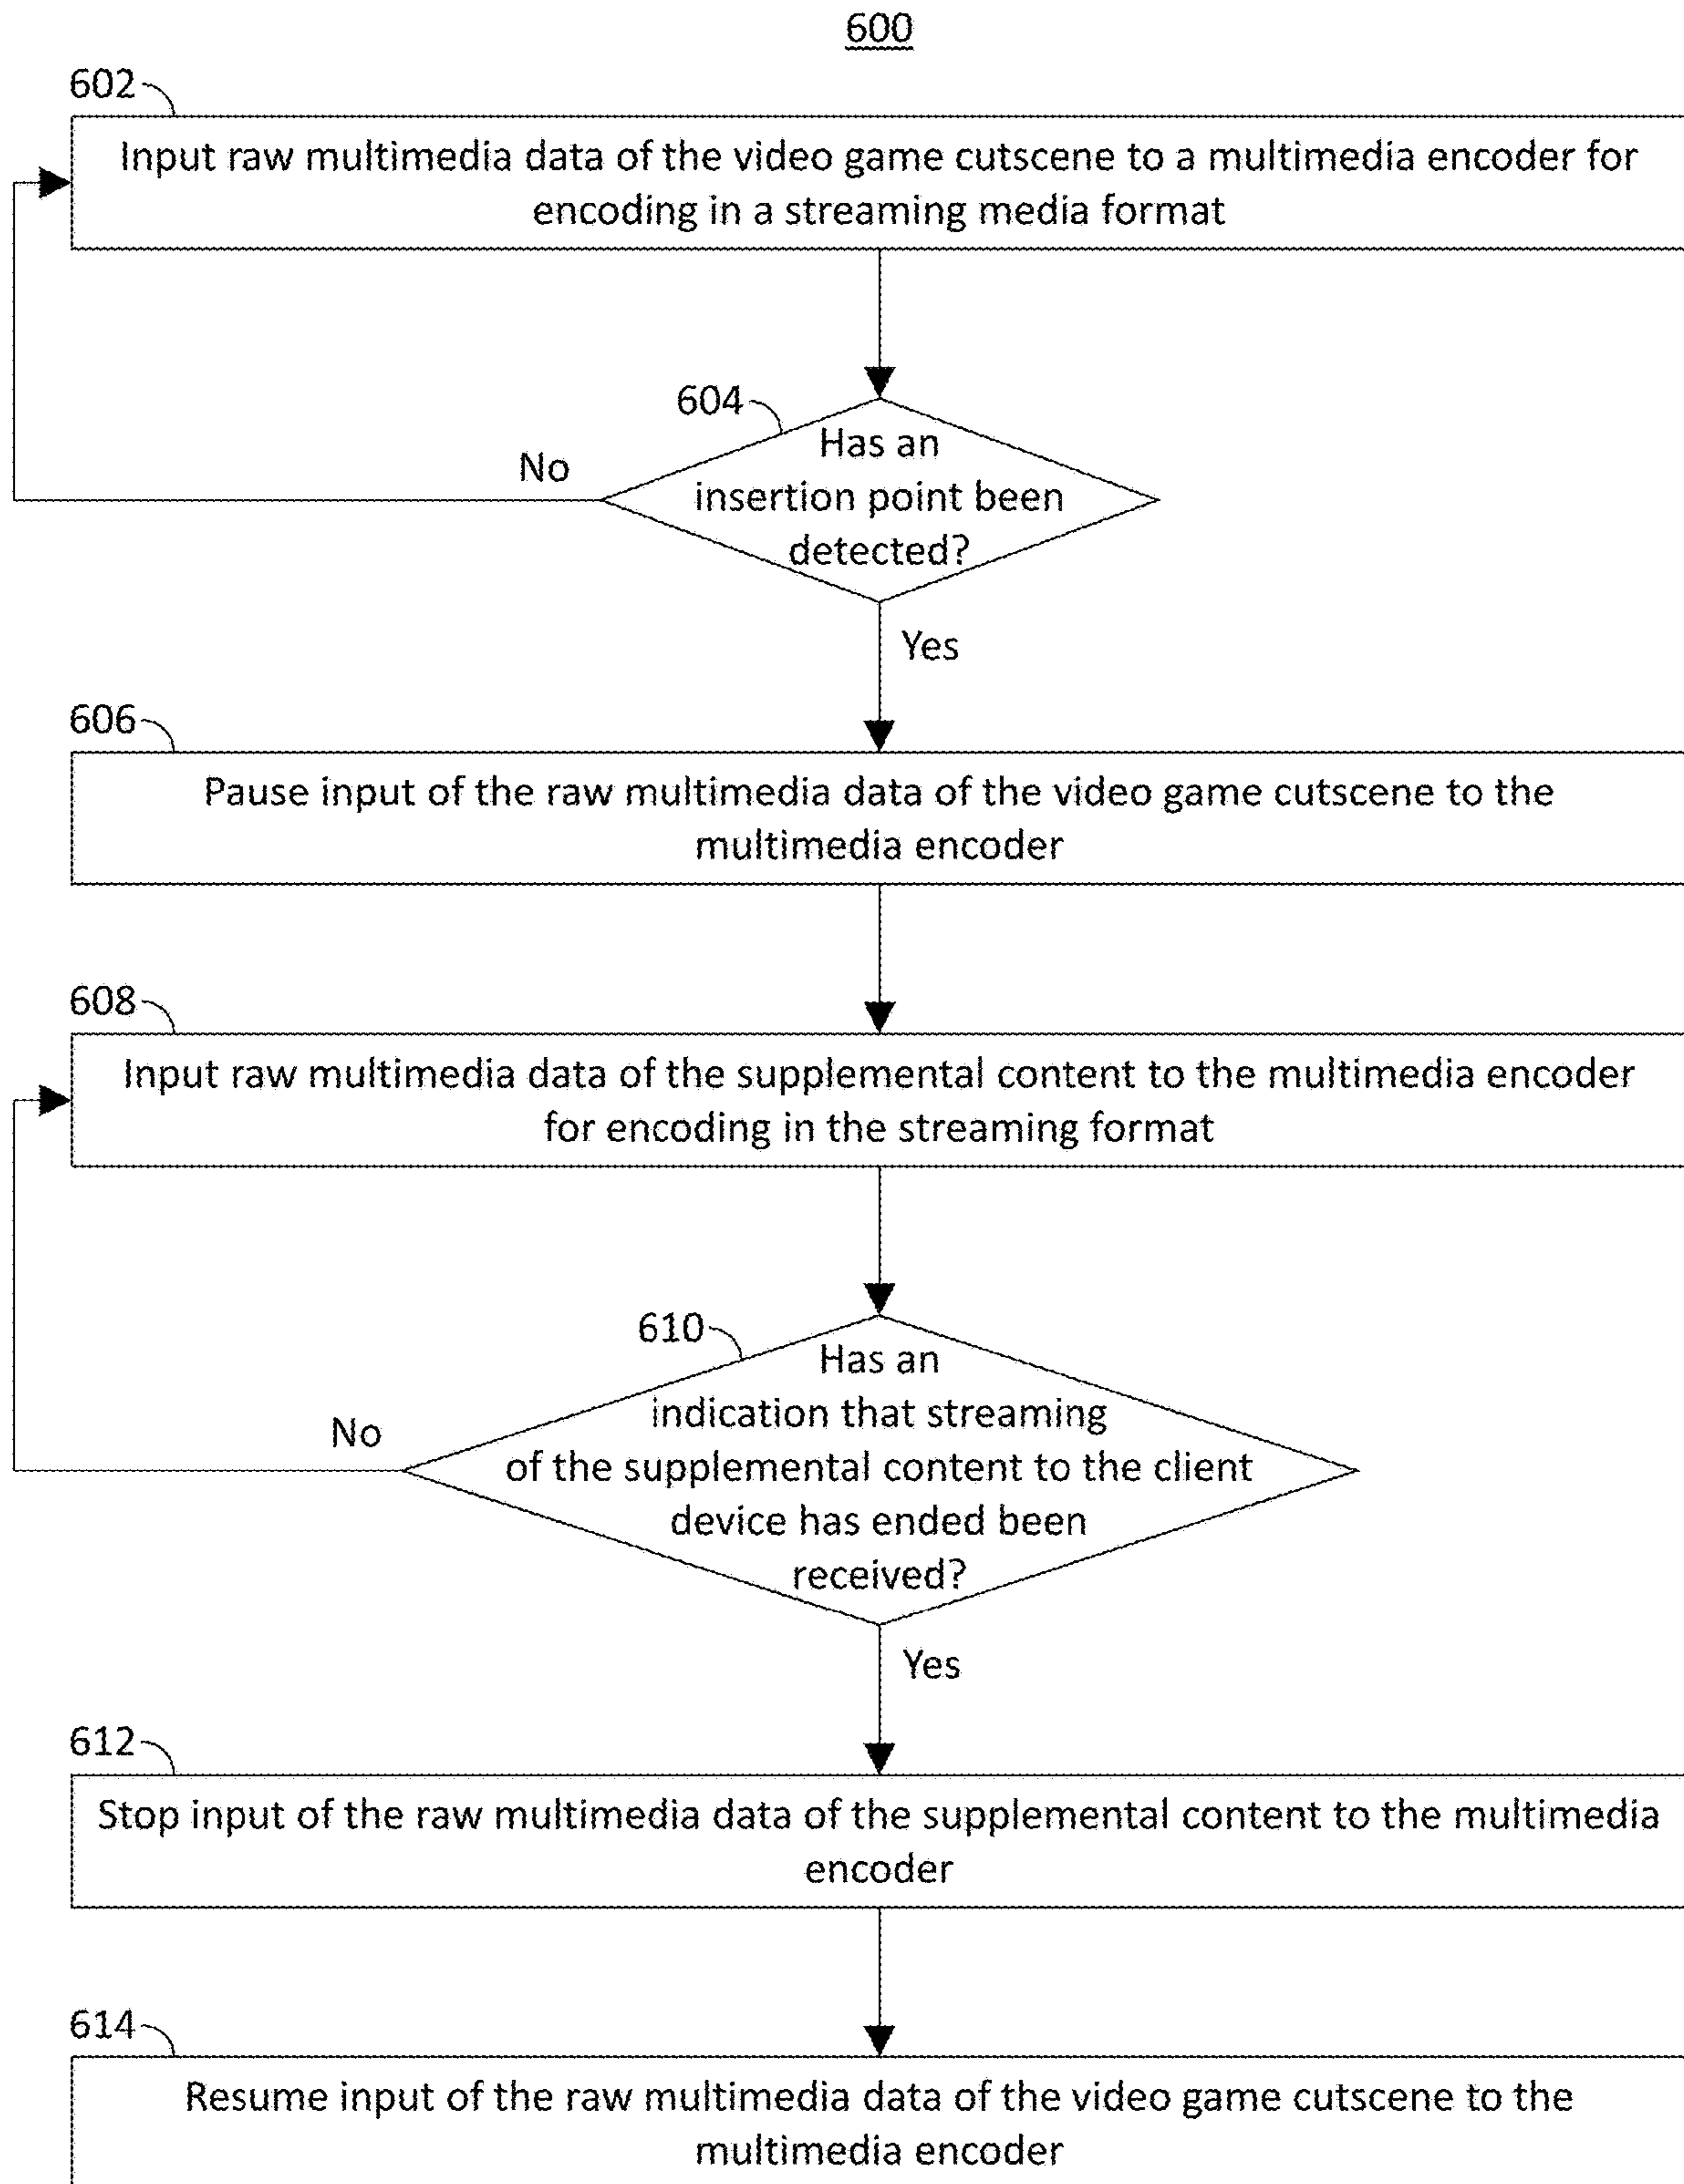 600
602
Input raw multimedia data of the video game cutscene to a multimedia encoder for
encoding in a streaming media format
604
Has an
insertion point been
detected?
No
Yes
606
Pause input of the raw multimedia data of the video game cutscene to the
multimedia encoder
608
Input raw multimedia data of the supplemental content to the multimedia encoder
for encoding in the streaming format
610
Has an
indication that streaming
of the supplemental content to the client
device has ended been
received?
No
Yes
612
Stop input of the raw multimedia data of the supplemental content to the multimedia
encoder
614
Resume input of the raw multimedia data of the video game cutscene to the
multimedia encoder